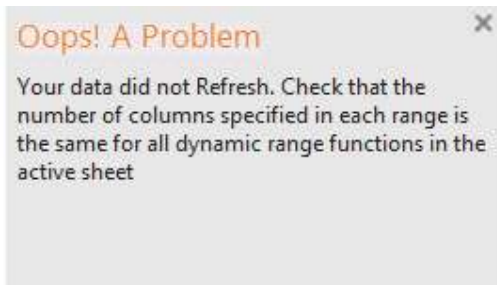 Oops! A Problem
Your data did not Refresh. Check that the
number of columns specified in each range is
the same for all dynamic range functions in the
active sheet